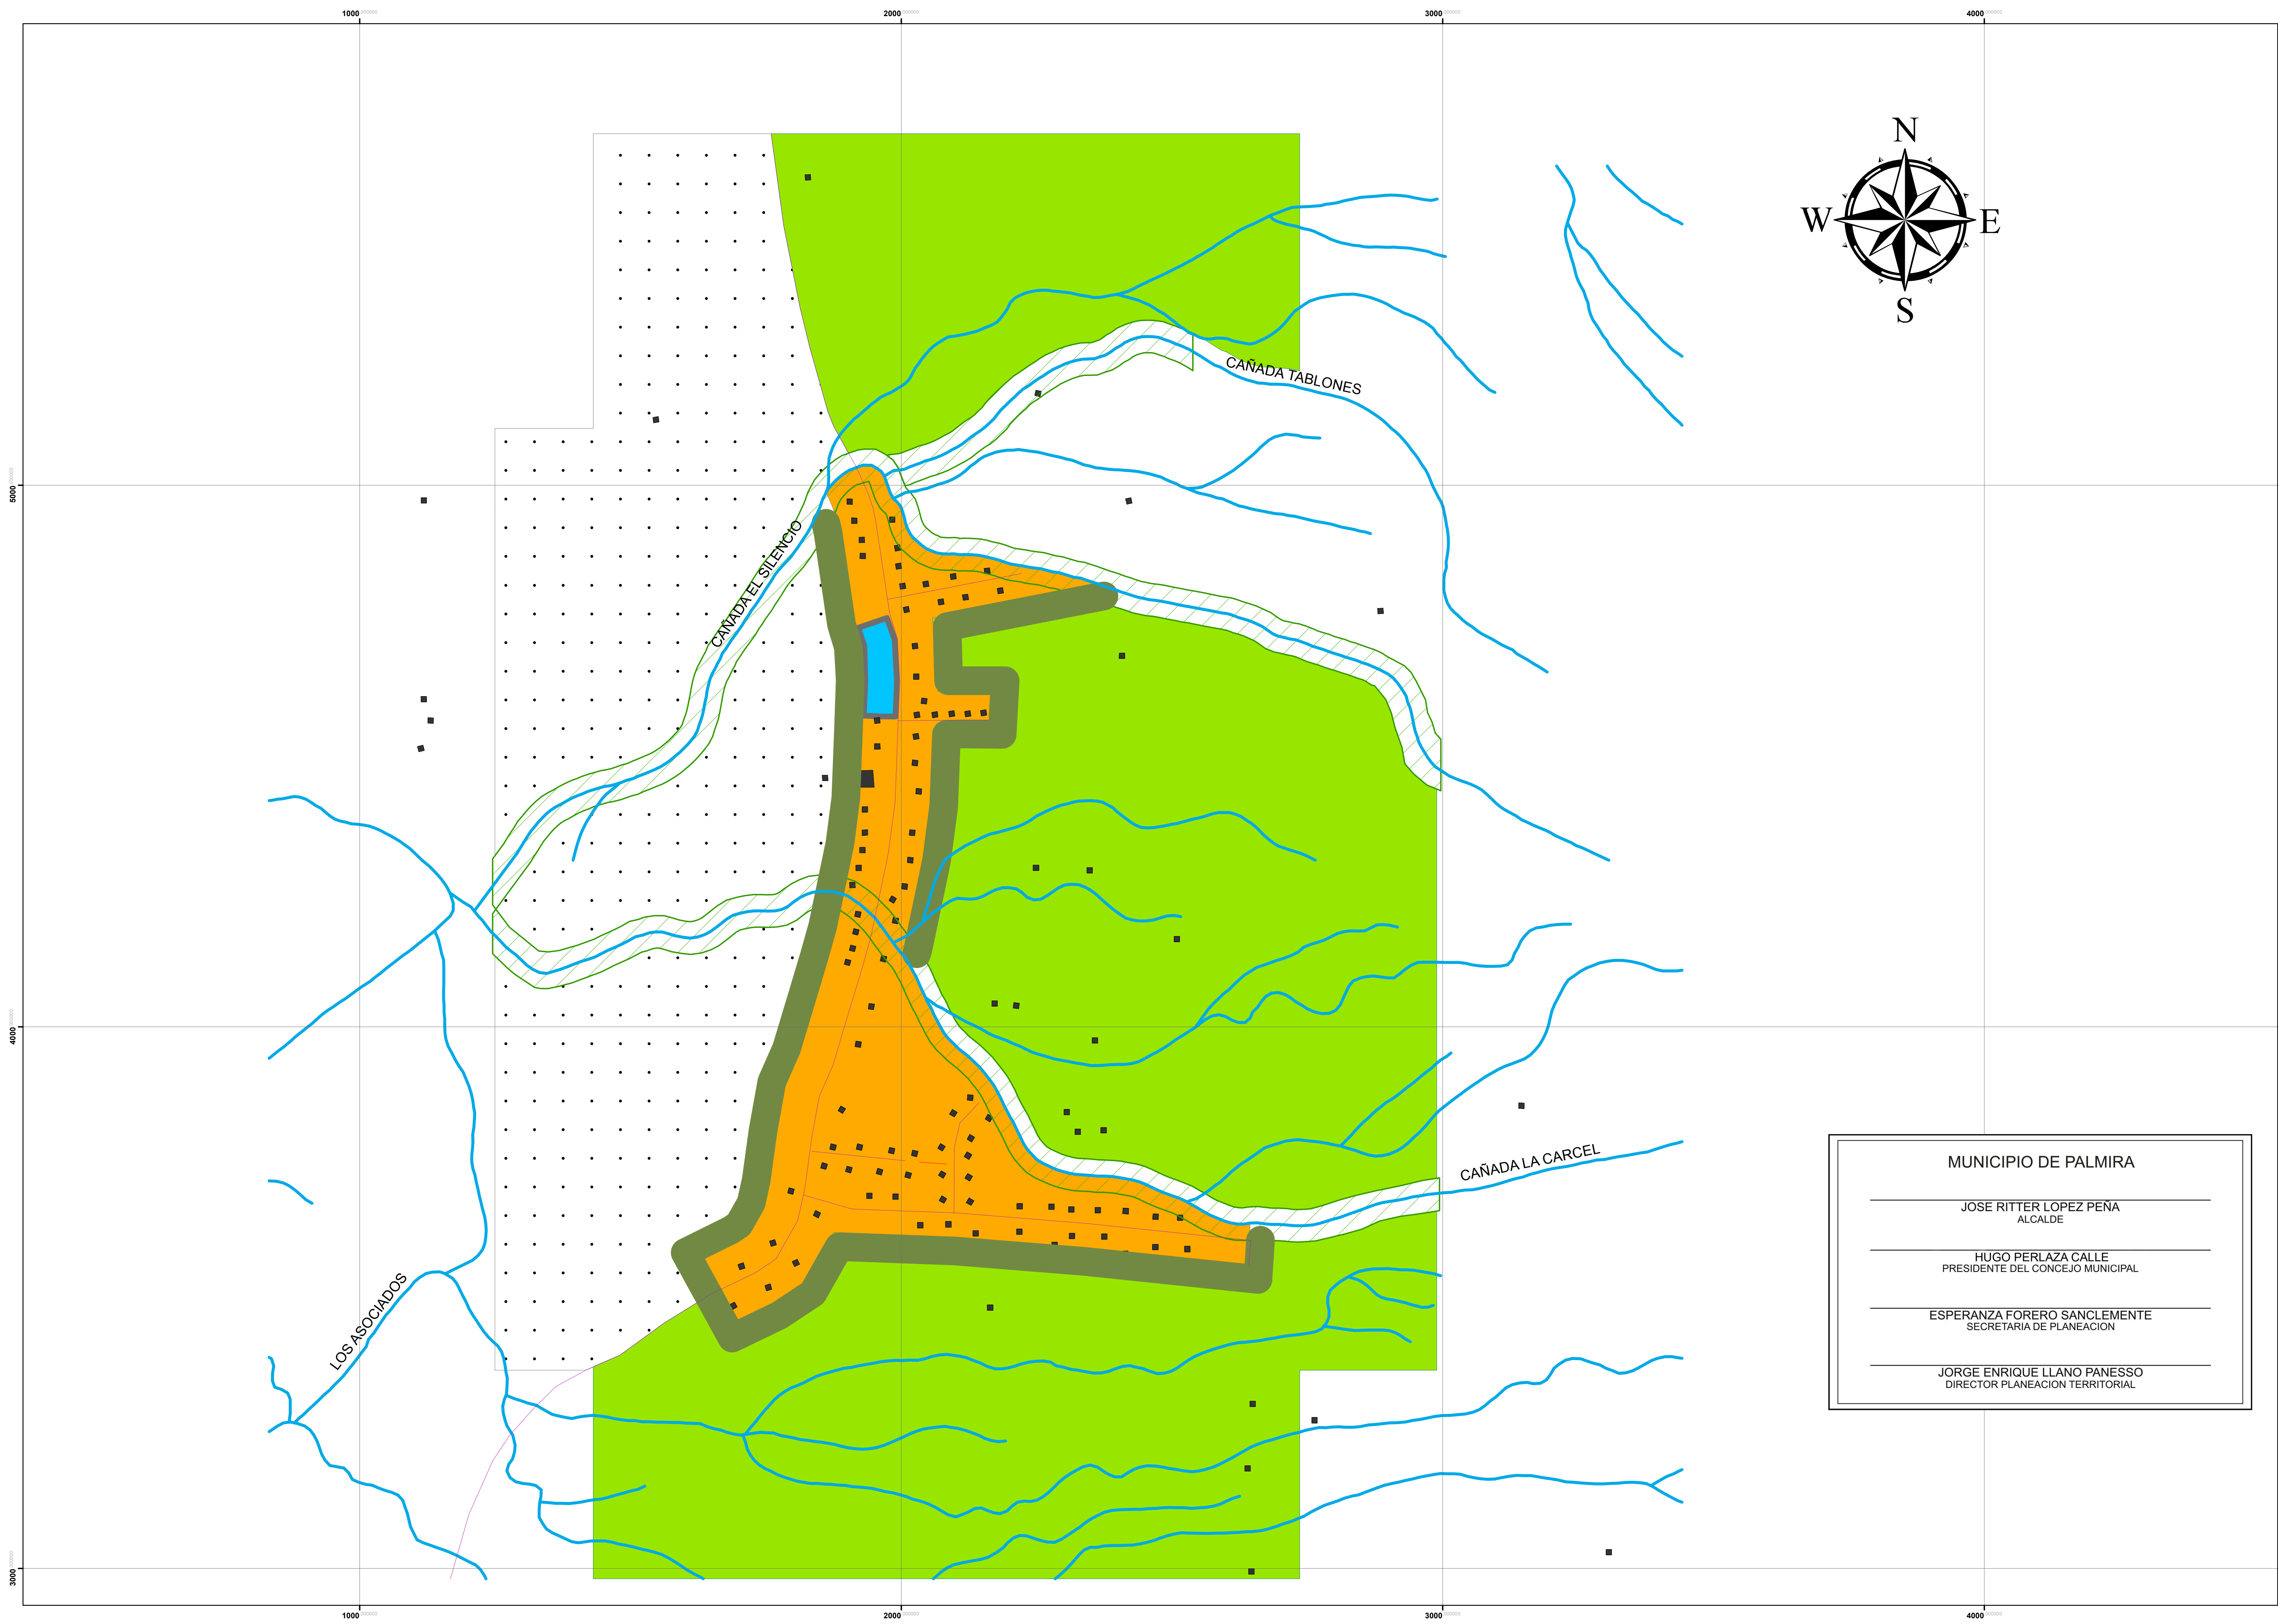 1000 2000 3000 4000
N
W E
S
CAÑADA TABLONES
5000
CAÑADA EL SILENCIO
4000
CAÑADA LA CARCEL
MUNICIPIO DE PALMIRA
JOSE RITTER LOPEZ PEÑA
ALCALDE
HUGO PERLAZA CALLE
PRESIDENTE DEL CONCEJO MUNICIPAL
ESPERANZA FORERO SANCLEMENTE
SECRETARIA DE PLANEACION
JORGE ENRIQUE LLANO PANESSO
DIRECTOR PLANEACION TERRITORIAL
LOS ASOCIADOS
3000
1000 2000 3000 4000